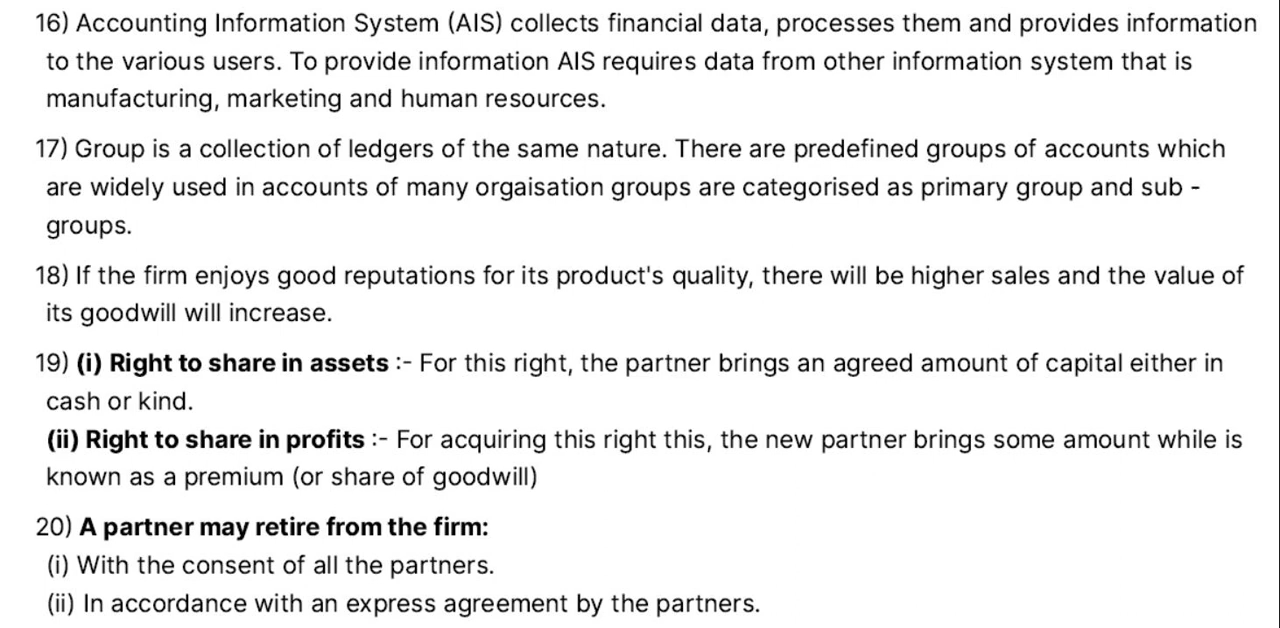 16) Accounting Information System (AIS) collects financial data, processes them and provides information
to the various users. To provide information AIS requires data from other information system that is
manufacturing, marketing and human resources.
17) Group is a collection of ledgers of the same nature. There are predefined groups of accounts which
are widely used in accounts of many orgaisation groups are categorised as primary group and sub -
groups.
18) If the firm enjoys good reputations for its product's quality, there will be higher sales and the value of
its goodwill will increase.
19) (i) Right to share in assets :- For this right, the partner brings an agreed amount of capital either in
cash or kind.
(ii) Right to share in profits :- For acquiring this right this, the new partner brings some amount while is
known as a premium (or share of goodwill)
20) A partner may retire from the firm:
(i) With the consent of all the partners.
(ii) In accordance with an express agreement by the partners.